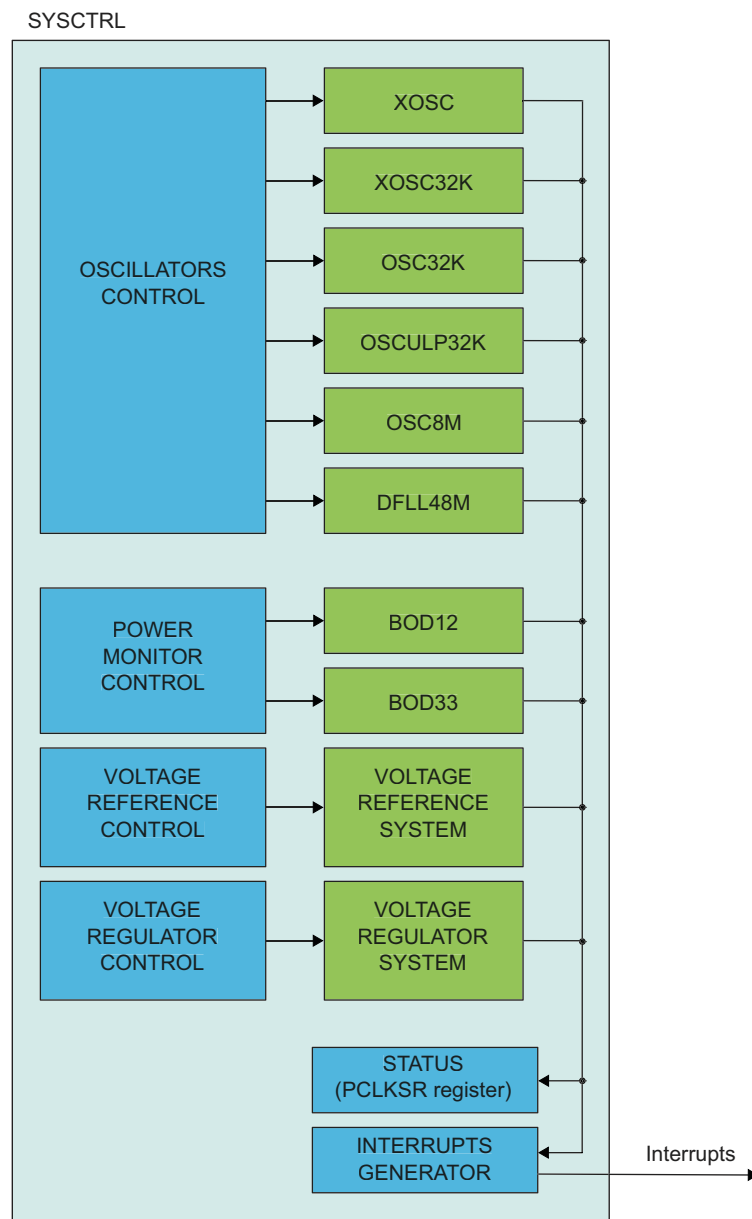 SYSCTRL
OSCILLATORS
CONTROL
XOSC
XOSC32K
OSC32K
OSCULP32K
OSC8M
DFLL48M
POWER
MONITOR
CONTROL
BOD12
BOD33
VOLTAGE
REFERENCE
CONTROL
VOLTAGE
REFERENCE
SYSTEM
VOLTAGE
REGULATOR
CONTROL
VOLTAGE
REGULATOR
SYSTEM
STATUS
(PCLKSR register)
INTERRUPTS
GENERATOR
Interrupts